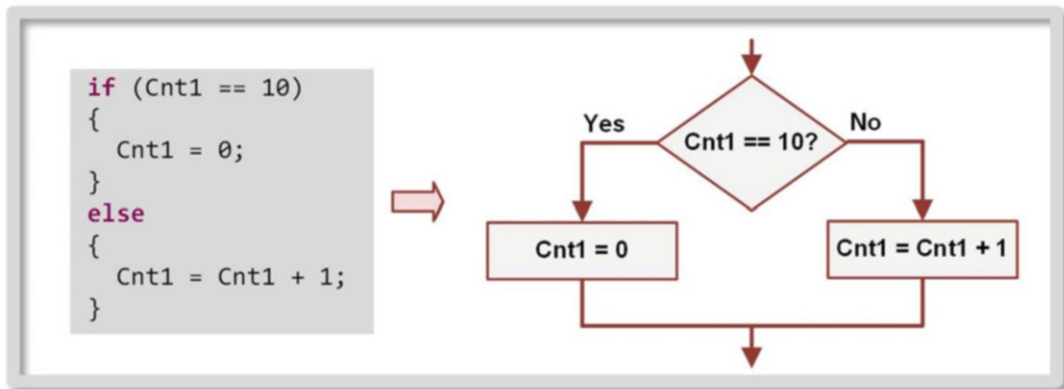 if (Cnt1 == 10)
{
  Cnt1 = 0;
}
else
{
  Cnt1 = Cnt1 + 1;
}
Yes
No
Cnt1 == 10?
Cnt1 = 0
Cnt1 = Cnt1 + 1